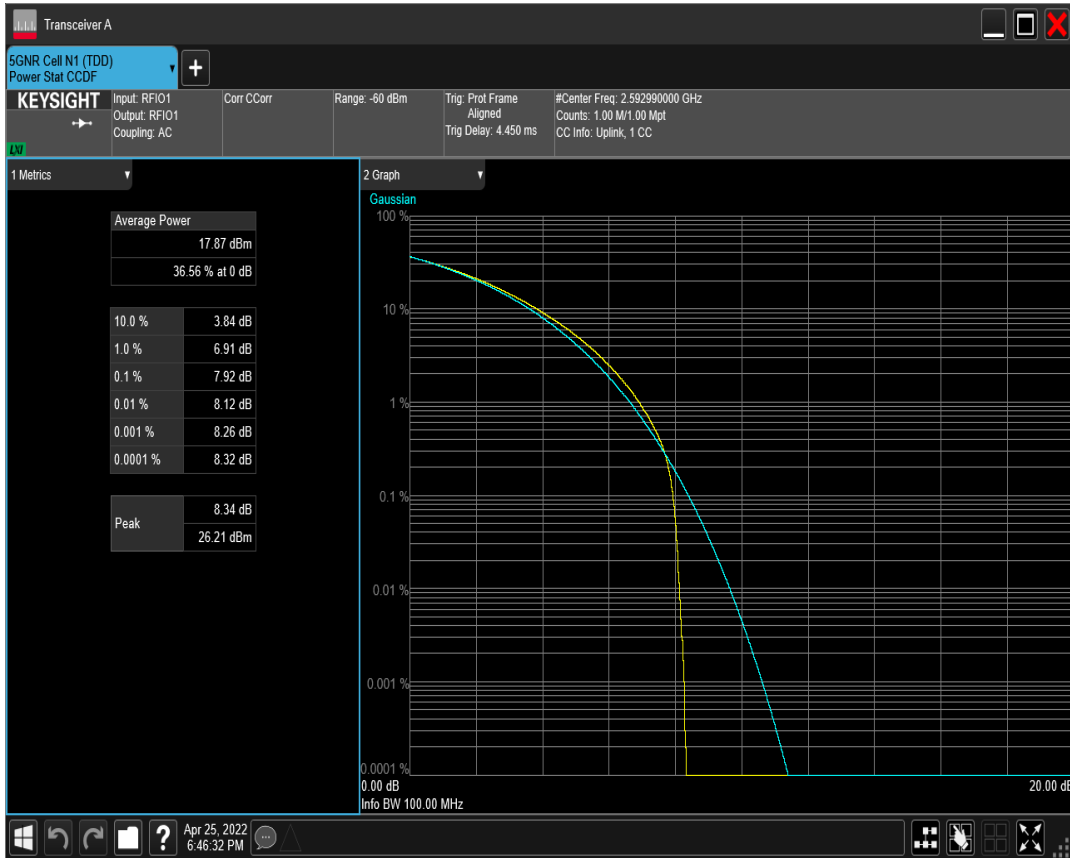 Transceiver A
5GNR Cell N1 (TDD)
Power Stat CCDF
+
KEYSIGHT
LXI
Input: RFIO1
Output: RFIO1
Coupling: AC
Corr CCorr
Range: -60 dBm
Trig: Prot Frame
Aligned
Trig Delay: 4.450 ms
#Center Freq: 2.592990000 GHz
Counts: 1.00 M/1.00 Mpt
CC Info: Uplink, 1 CC
1 Metrics
Average Power
17.87 dBm
36.56 % at 0 dB
10.0 % 3.84 dB
1.0 % 6.91 dB
0.1 % 7.92 dB
0.01 % 8.12 dB
0.001 % 8.26 dB
0.0001 % 8.32 dB
Peak
8.34 dB
26.21 dBm
2 Graph
Gaussian
100 %
10 %
1 %
0.1 %
0.01 %
0.001 %
0.0001 %
0.00 dB 20.00 dB
Info BW 100.00 MHz
?
Apr 25, 2022
6:46:32 PM